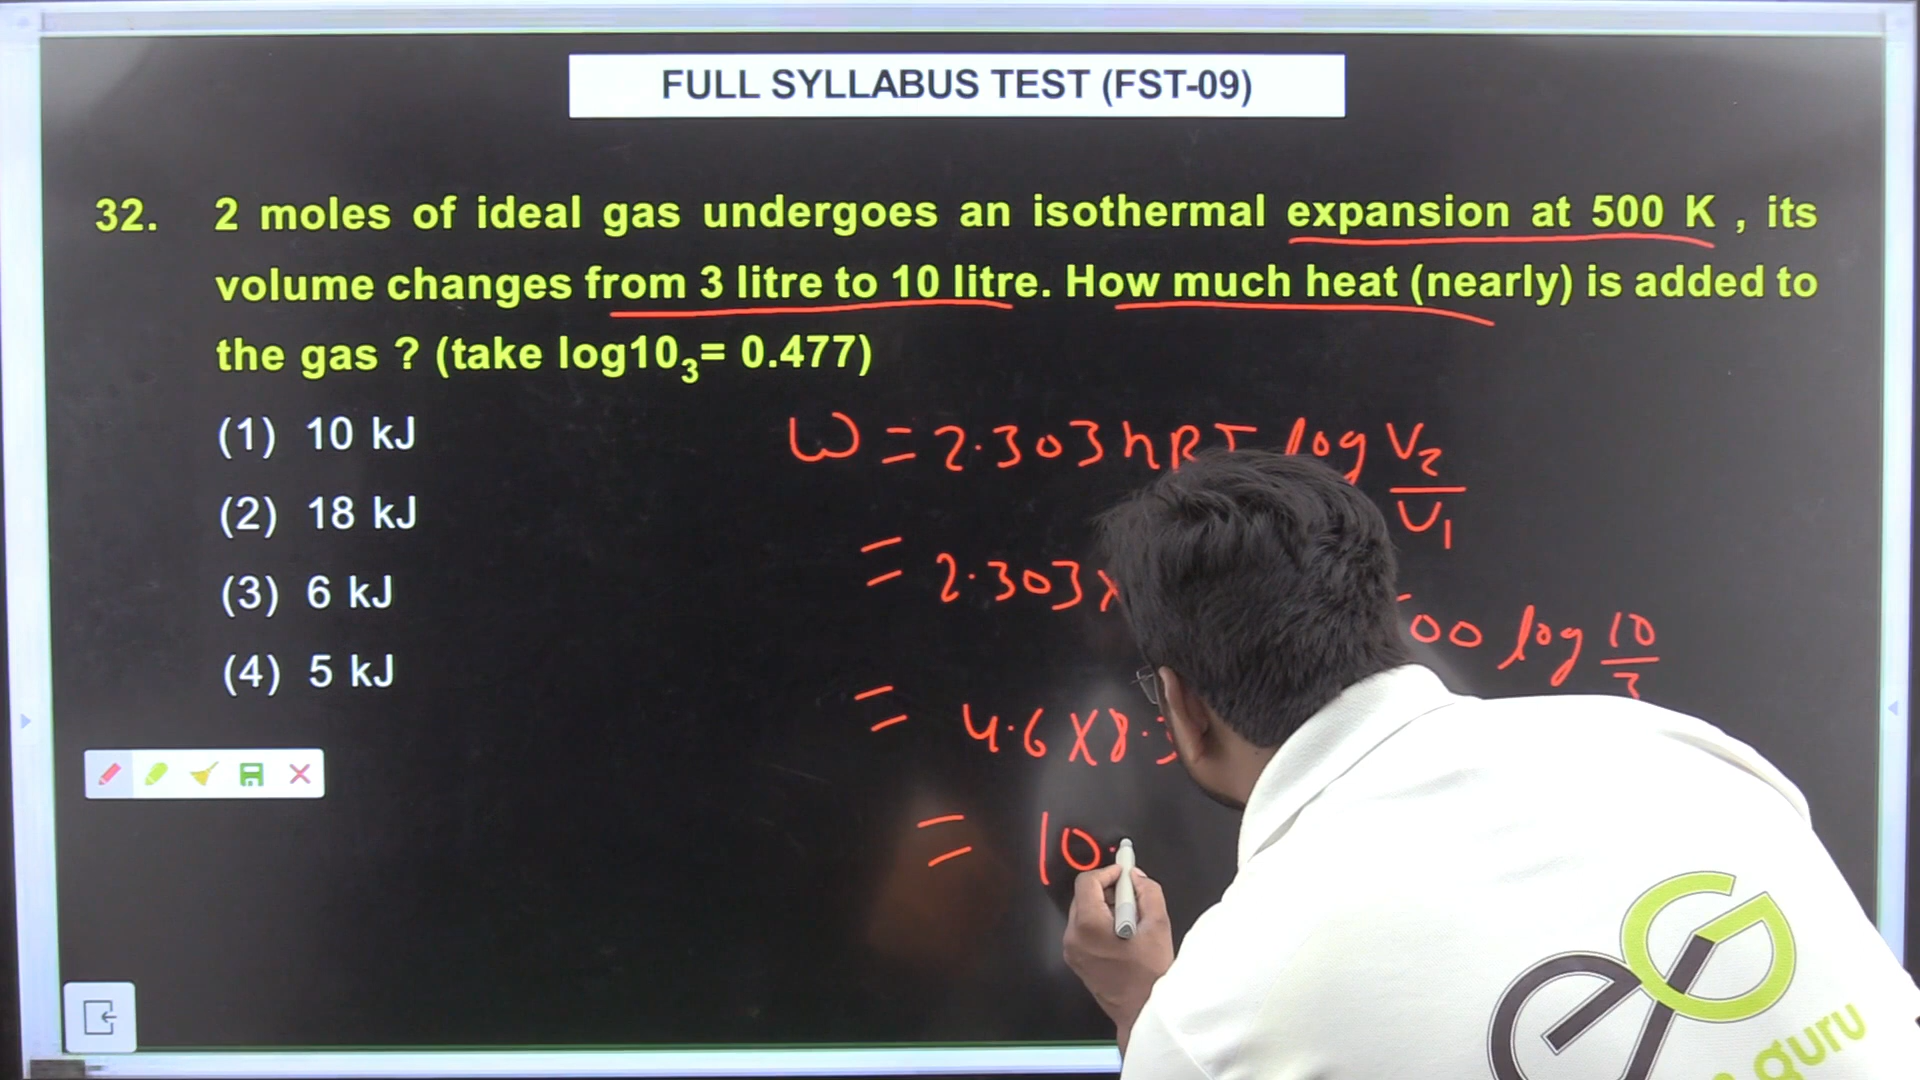 FULL SYLLABUS TEST (FST-09)
32. 2 moles of ideal gas undergoes an isothermal expansion at 500 K , its
volume changes from 3 litre to 10 litre. How much heat (nearly) is added to
the gas ? (take log10₃= 0.477)
(1) 10 kJ
(2) 18 kJ
(3) 6 kJ
(4) 5 kJ
W = 2.303 nRT log V₂/V₁
= 2.303 × 00 log 10/3
= 4.6 × 8.3
= 10.
guru